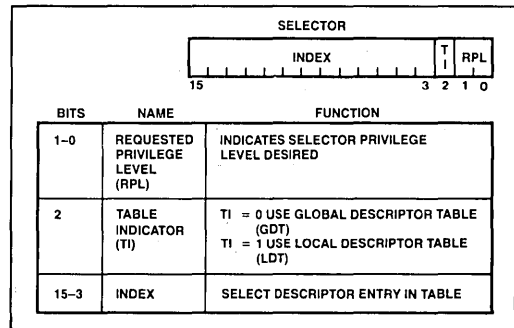 SELECTOR
INDEX T I RPL
15 3 2 1 0
BITS NAME FUNCTION
1–0 REQUESTED PRIVILEGE LEVEL (RPL) INDICATES SELECTOR PRIVILEGE LEVEL DESIRED
2 TABLE INDICATOR (TI) TI = 0 USE GLOBAL DESCRIPTOR TABLE (GDT)
TI = 1 USE LOCAL DESCRIPTOR TABLE (LDT)
15–3 INDEX SELECT DESCRIPTOR ENTRY IN TABLE